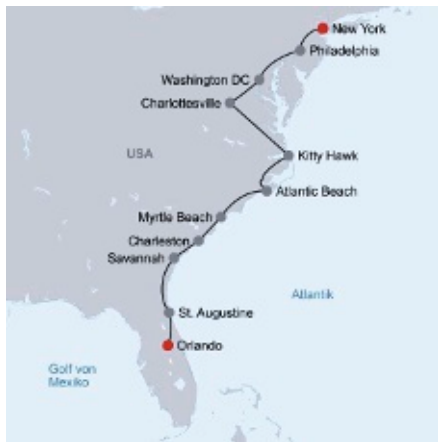 New York
Philadelphia
Washington DC
Charlottesville
USA
Kitty Hawk
Atlantic Beach
Myrtle Beach
Charleston
Savannah
Atlantik
St. Augustine
Orlando
Golf von
Mexiko